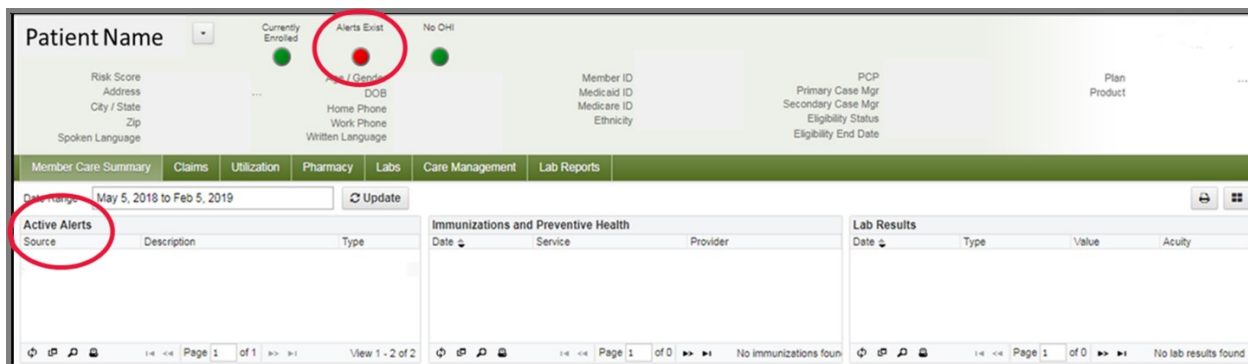 Patient Name
Currently Enrolled
Alerts Exist
No OHI
Risk Score
Address
City / State
Zip
Spoken Language
...
Age / Gender
DOB
Home Phone
Work Phone
Written Language
Member ID
Medicaid ID
Medicare ID
Ethnicity
PCP
Primary Case Mgr
Secondary Case Mgr
Eligibility Status
Eligibility End Date
Plan
Product
...
Member Care Summary Claims Utilization Pharmacy Labs Care Management Lab Reports
Date Range May 5, 2018 to Feb 5, 2019 Update
Active Alerts
Source Description Type
Page 1 of 1 View 1 - 2 of 2
Immunizations and Preventive Health
Date Service Provider
Page 1 of 0 No immunizations foun
Lab Results
Date Type Value Acuity
Page 1 of 0 No lab results found